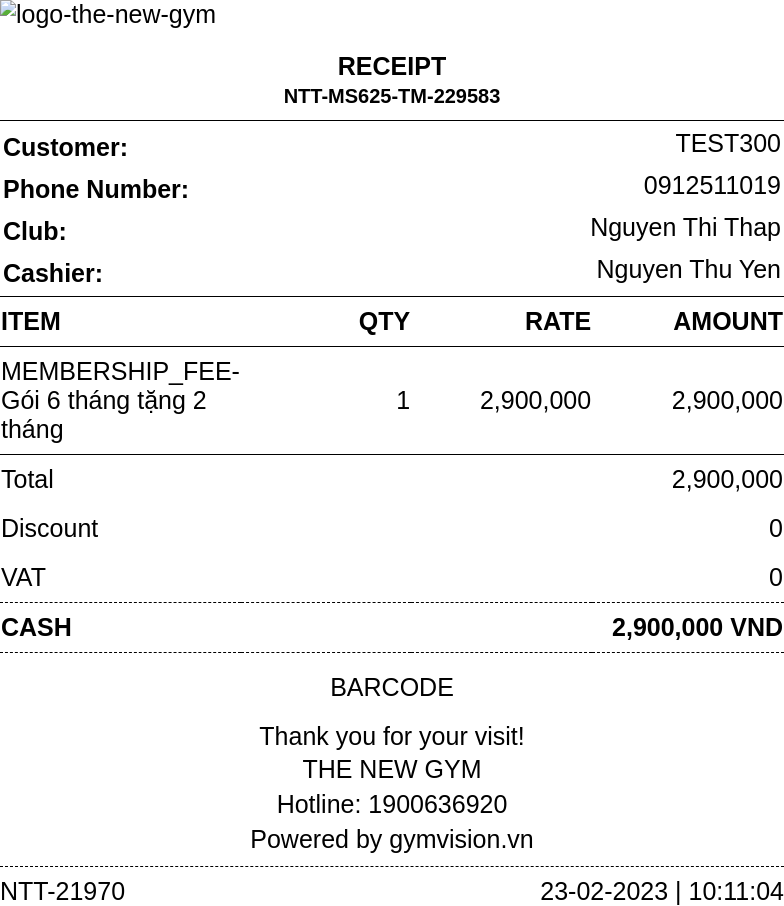 logo-the-new-gym
RECEIPT
NTT-MS625-TM-229583
Customer: TEST300
Phone Number: 0912511019
Club: Nguyen Thi Thap
Cashier: Nguyen Thu Yen
ITEM QTY RATE AMOUNT
MEMBERSHIP_FEE-
Gói 6 tháng tặng 2 1 2,900,000 2,900,000
tháng
Total 2,900,000
Discount 0
VAT 0
CASH 2,900,000 VND
BARCODE
Thank you for your visit!
THE NEW GYM
Hotline: 1900636920
Powered by gymvision.vn
NTT-21970 23-02-2023 | 10:11:04